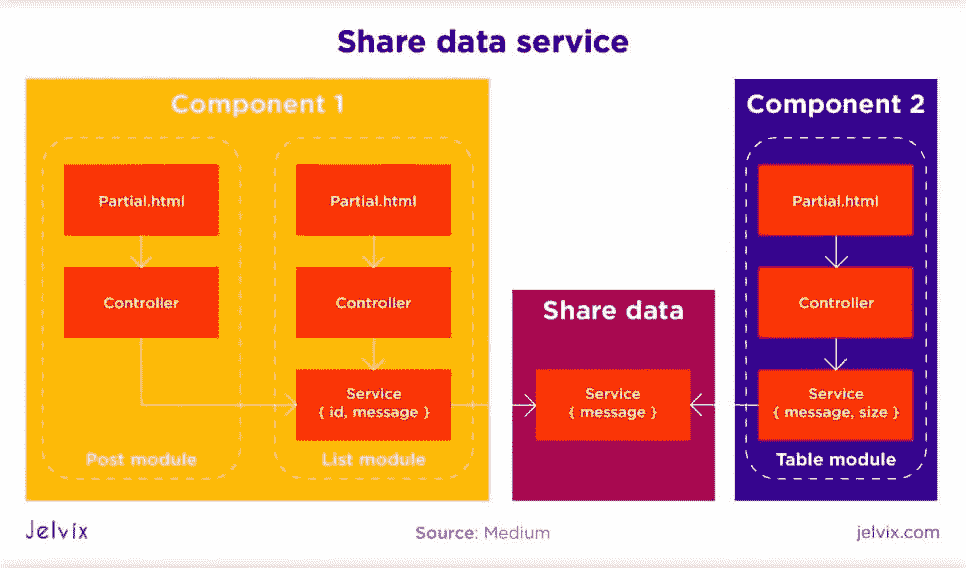 Share data service
Component 1
Partial.html
Controller
Post module
Partial.html
Controller
Service
{ id, message }
List module
Share data
Service
{ message }
Component 2
Partial.html
Controller
Service
{ message, size }
Table module
Jelvix
Source: Medium
jelvix.com